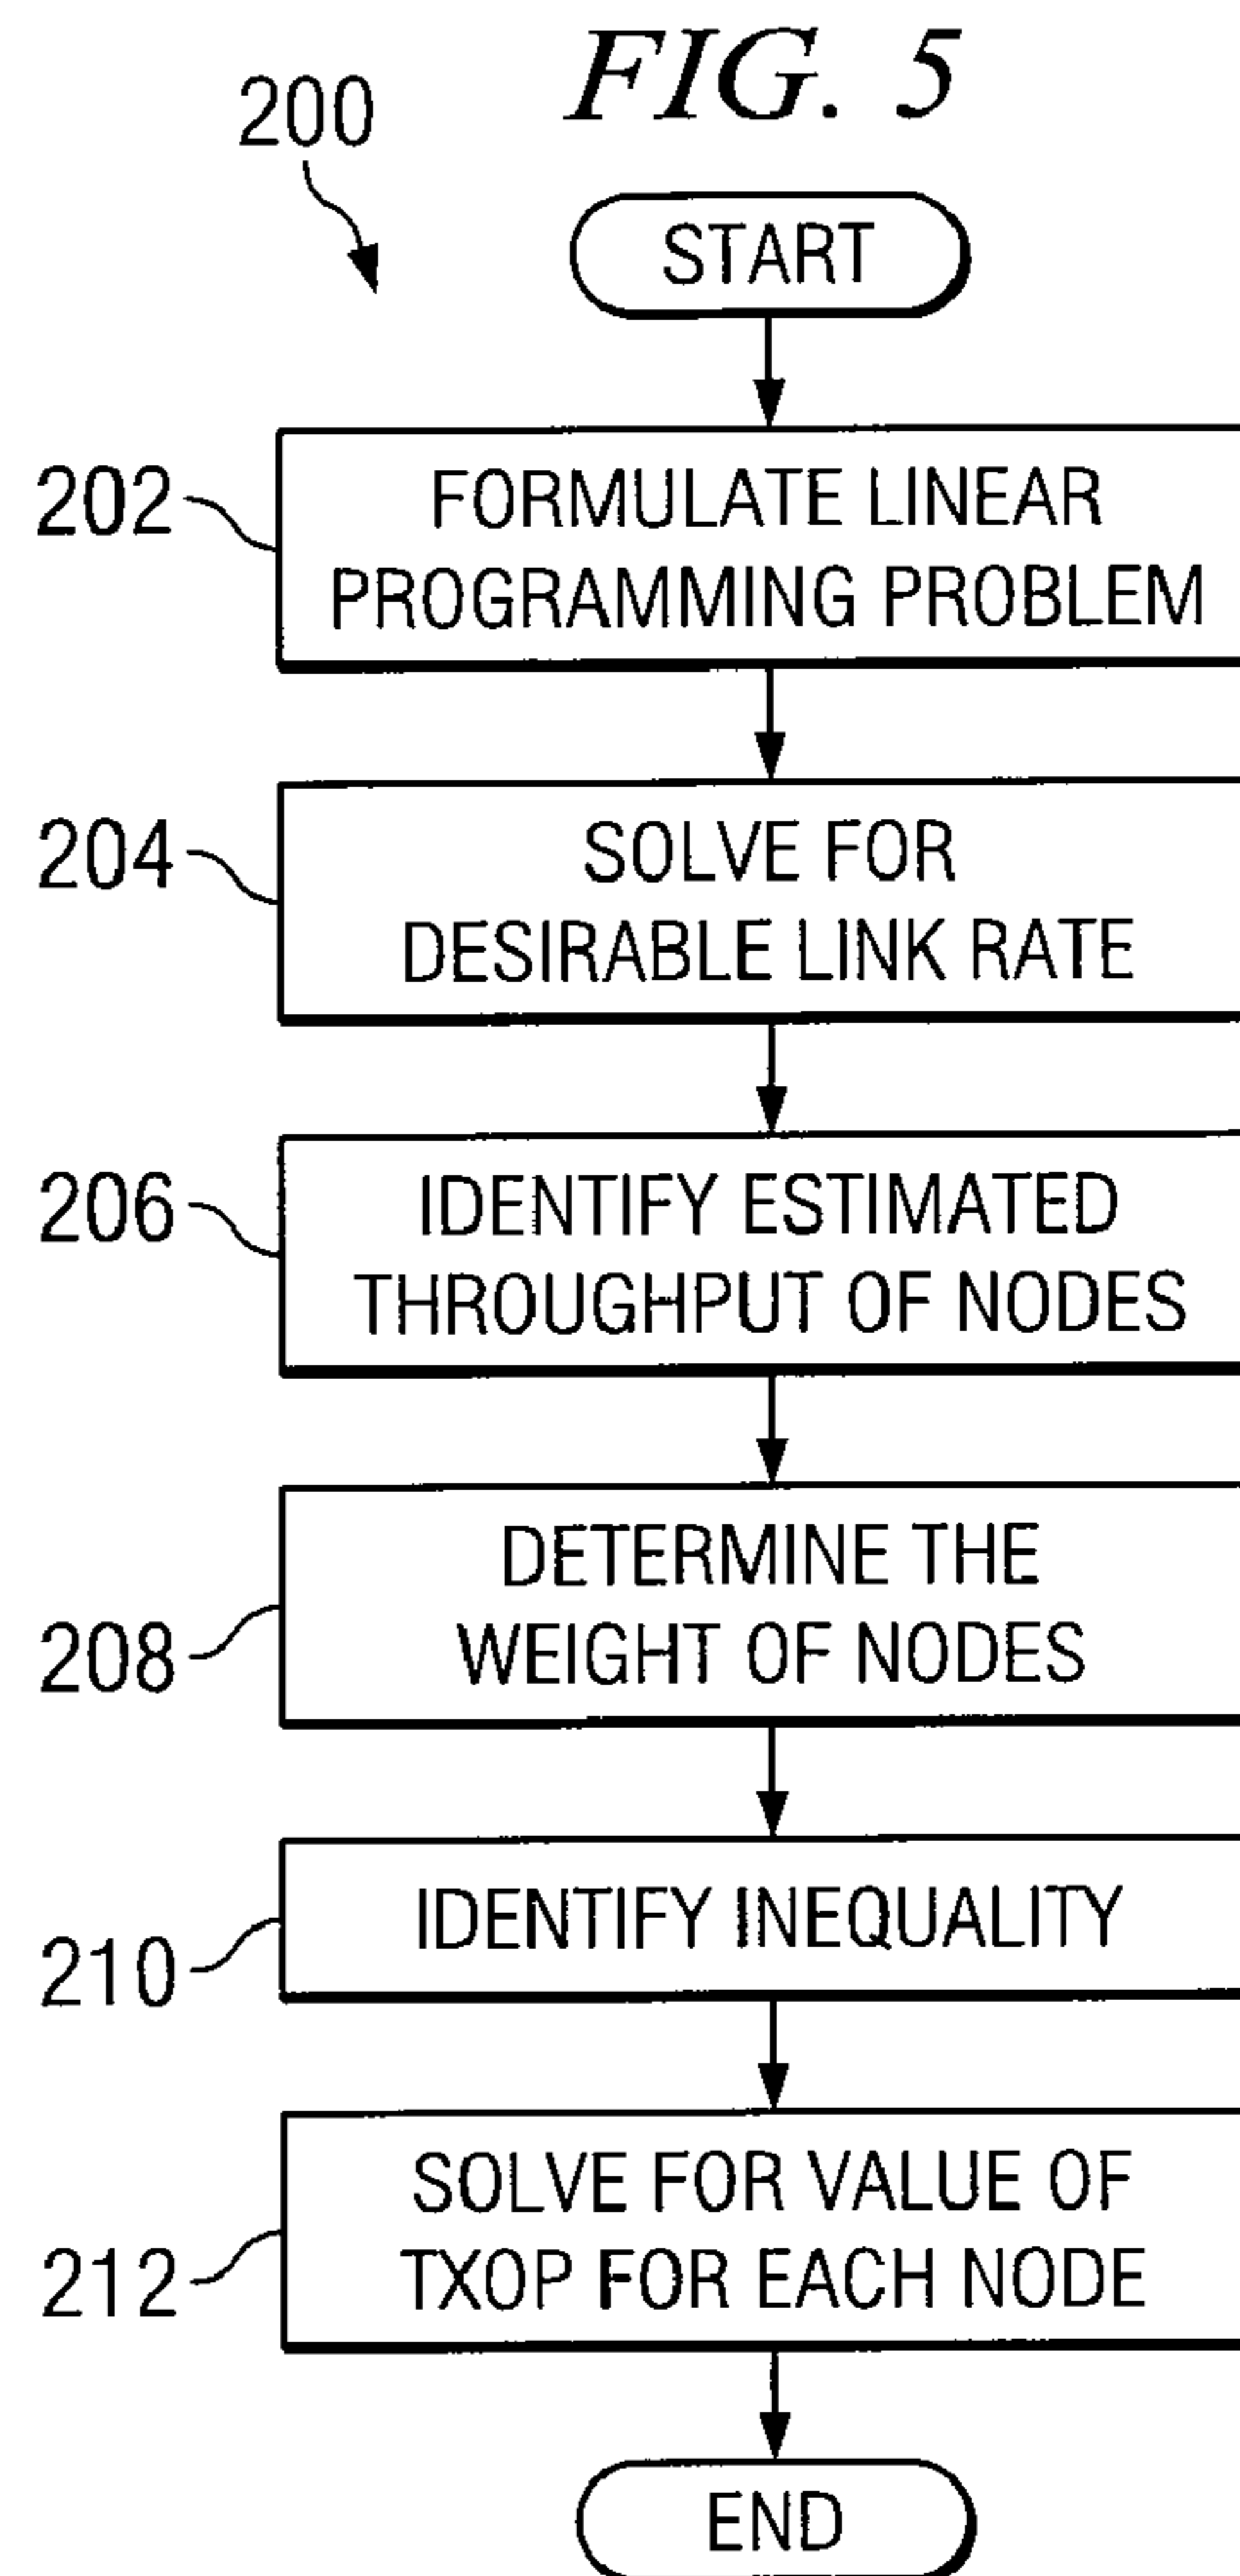 FIG. 5
200
START
202
FORMULATE LINEAR
PROGRAMMING PROBLEM
204
SOLVE FOR
DESIRABLE LINK RATE
206
IDENTIFY ESTIMATED
THROUGHPUT OF NODES
208
DETERMINE THE
WEIGHT OF NODES
210
IDENTIFY INEQUALITY
212
SOLVE FOR VALUE OF
TXOP FOR EACH NODE
END